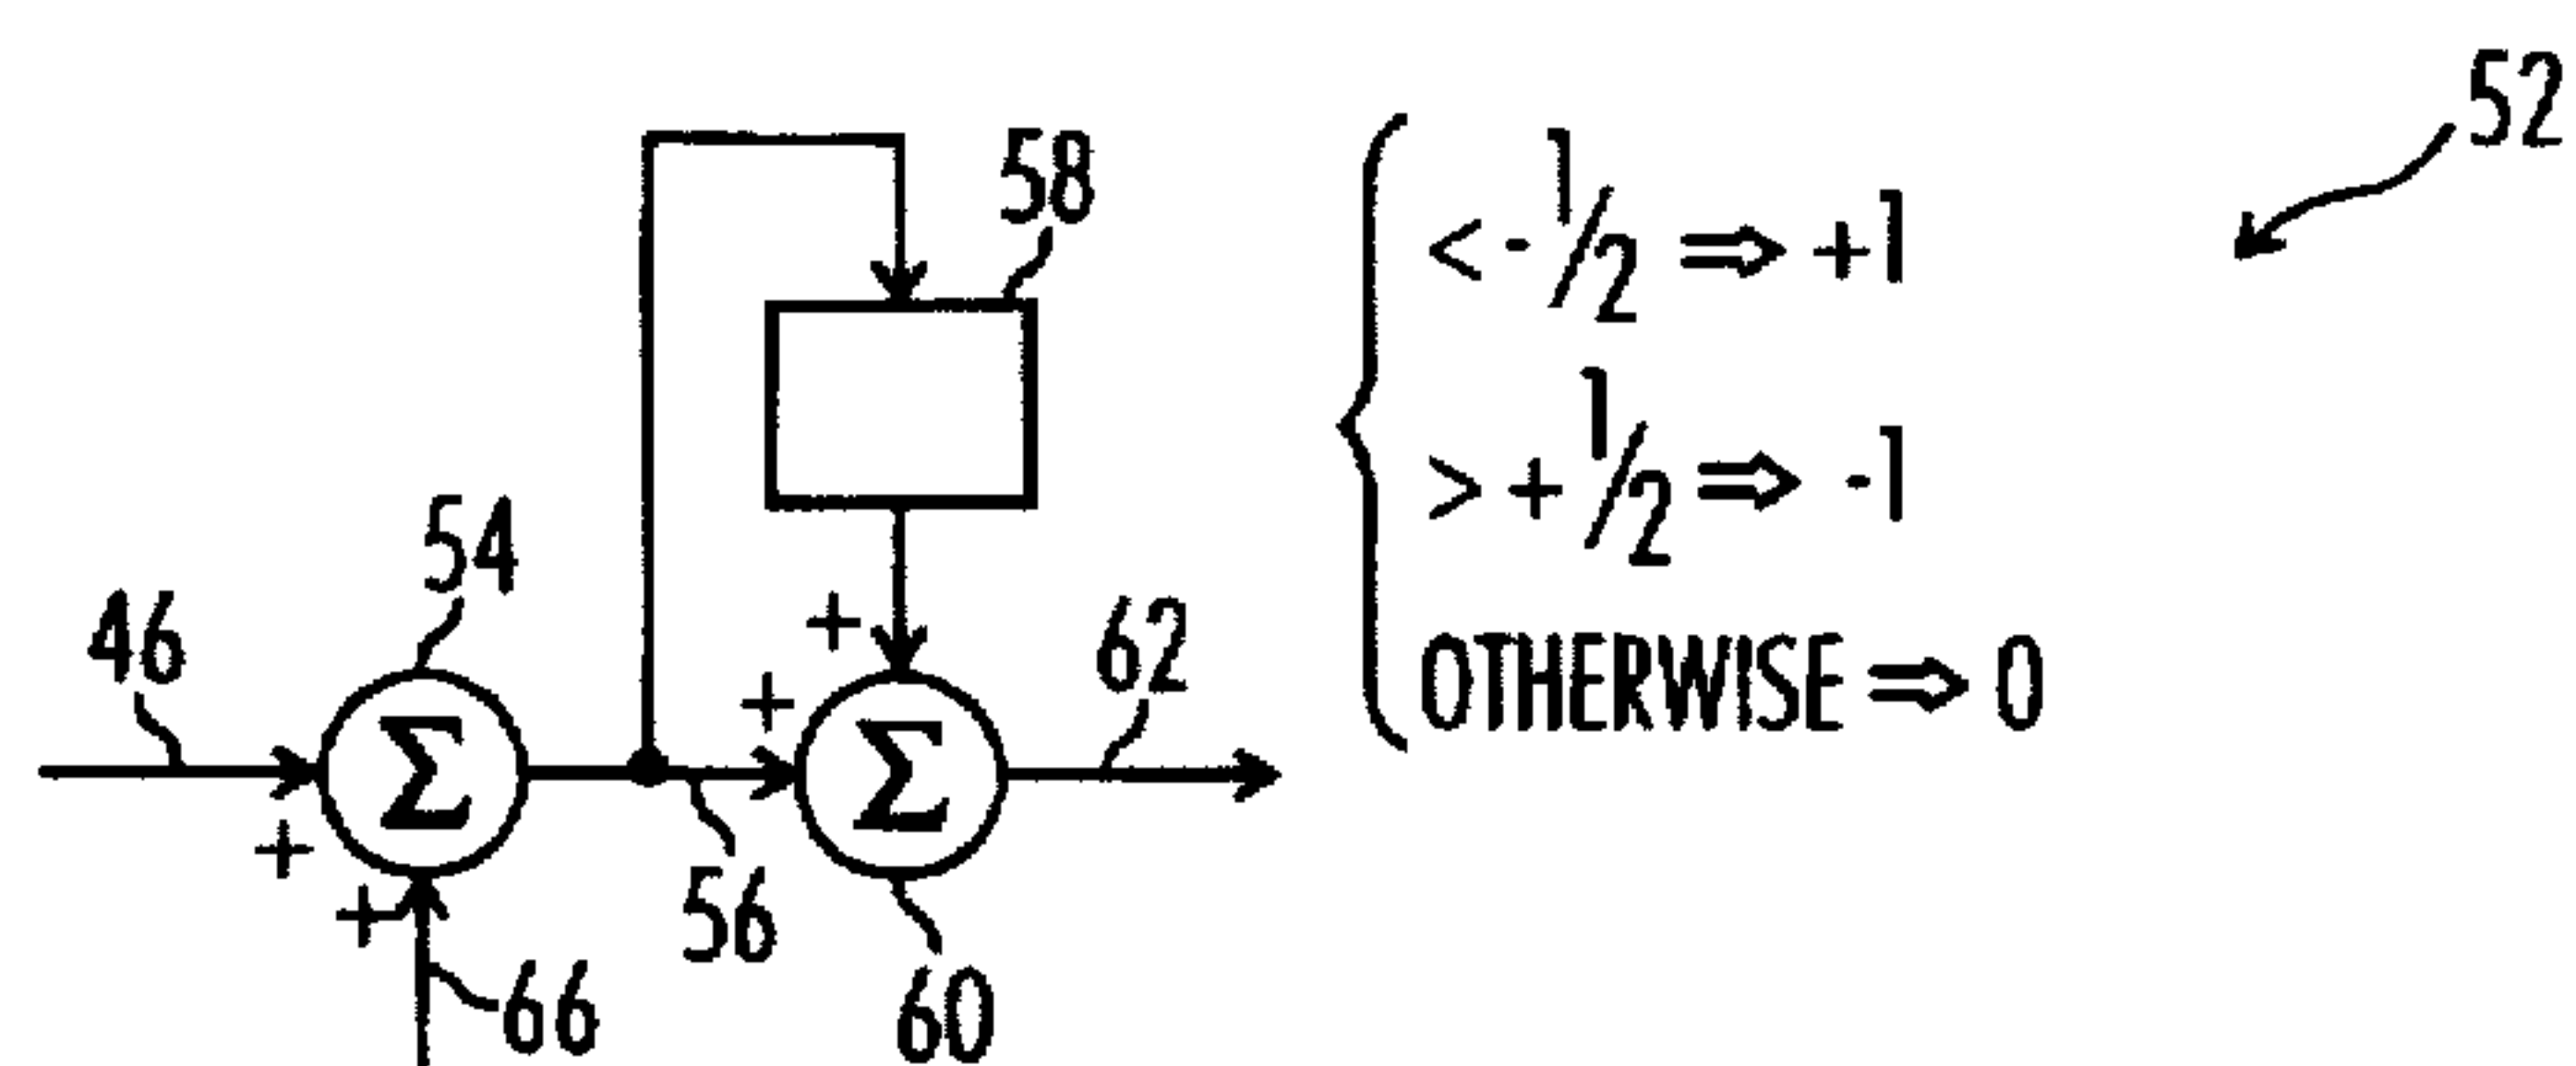 52
58
< - 1/2 ⇒ +1
> + 1/2 ⇒ -1
54
46
+
62
OTHERWISE ⇒ 0
+
Σ
Σ
+
+
56
66
60